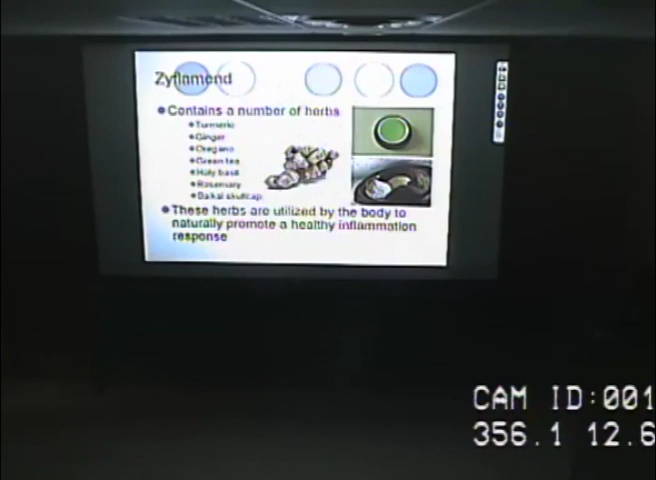 Zyflamend
Contains a number of herbs
Turmeric
Ginger
Oregano
Green tea
Holy basil
Rosemary
Baikal skullcap
These herbs are utilized by the body to
naturally promote a healthy inflammation
response
CAM ID:001
356.1 12.6